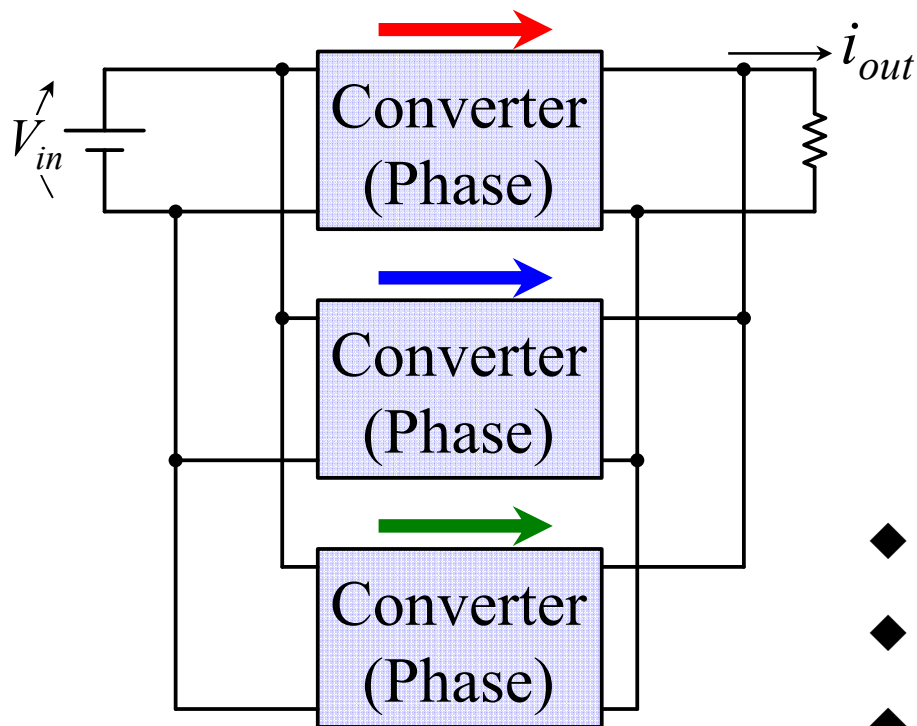 i_out
Converter
(Phase)
V_in
Converter
(Phase)
Converter
(Phase)